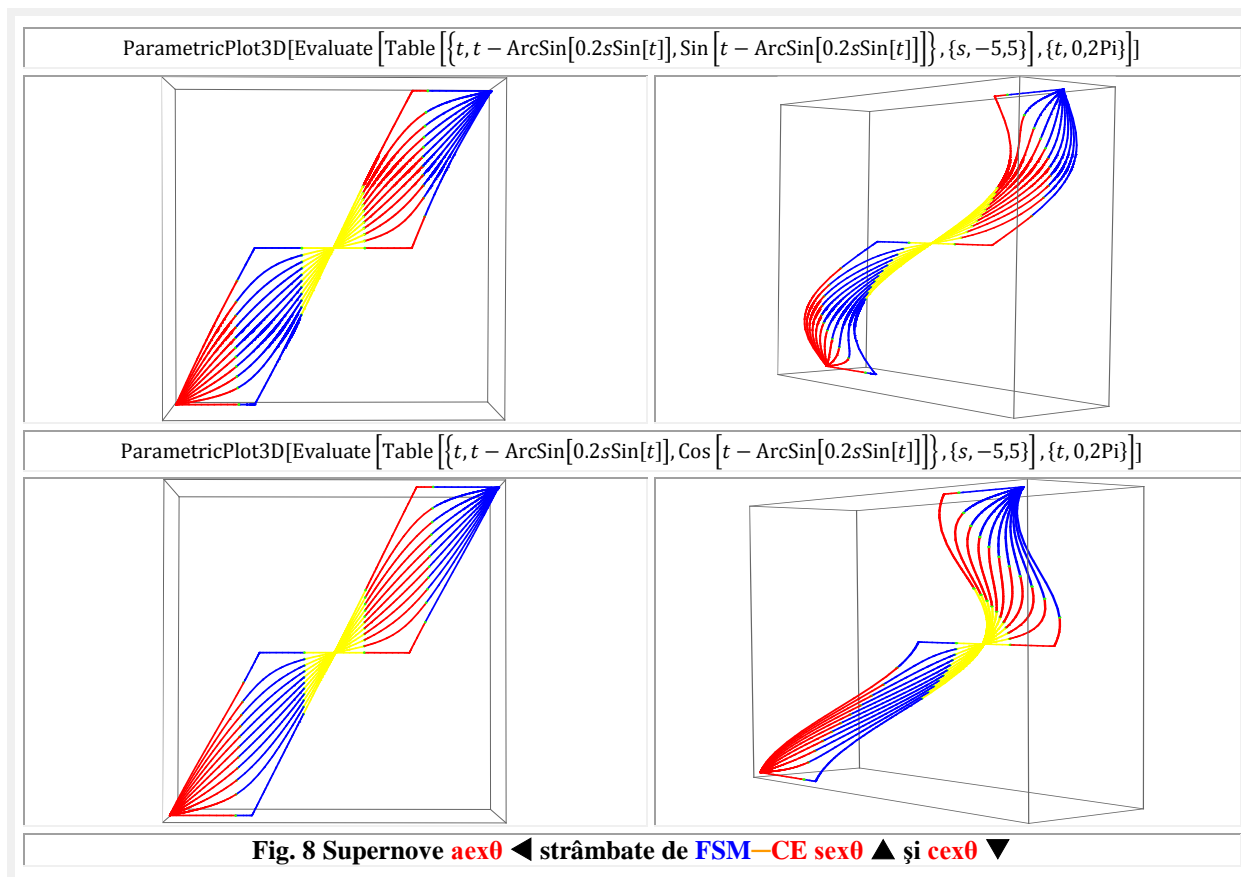 ParametricPlot3D[Evaluate [Table [{t, t − ArcSin[0.2sSin[t]], Sin [t − ArcSin[0.2sSin[t]]]} , {s, −5,5}] , {t, 0,2Pi}]]
ParametricPlot3D[Evaluate [Table [{t, t − ArcSin[0.2sSin[t]], Cos [t − ArcSin[0.2sSin[t]]]} , {s, −5,5}] , {t, 0,2Pi}]]
Fig. 8 Supernove aexθ ◄ strâmbate de FSM—CE sexθ ▲ şi cexθ ▼